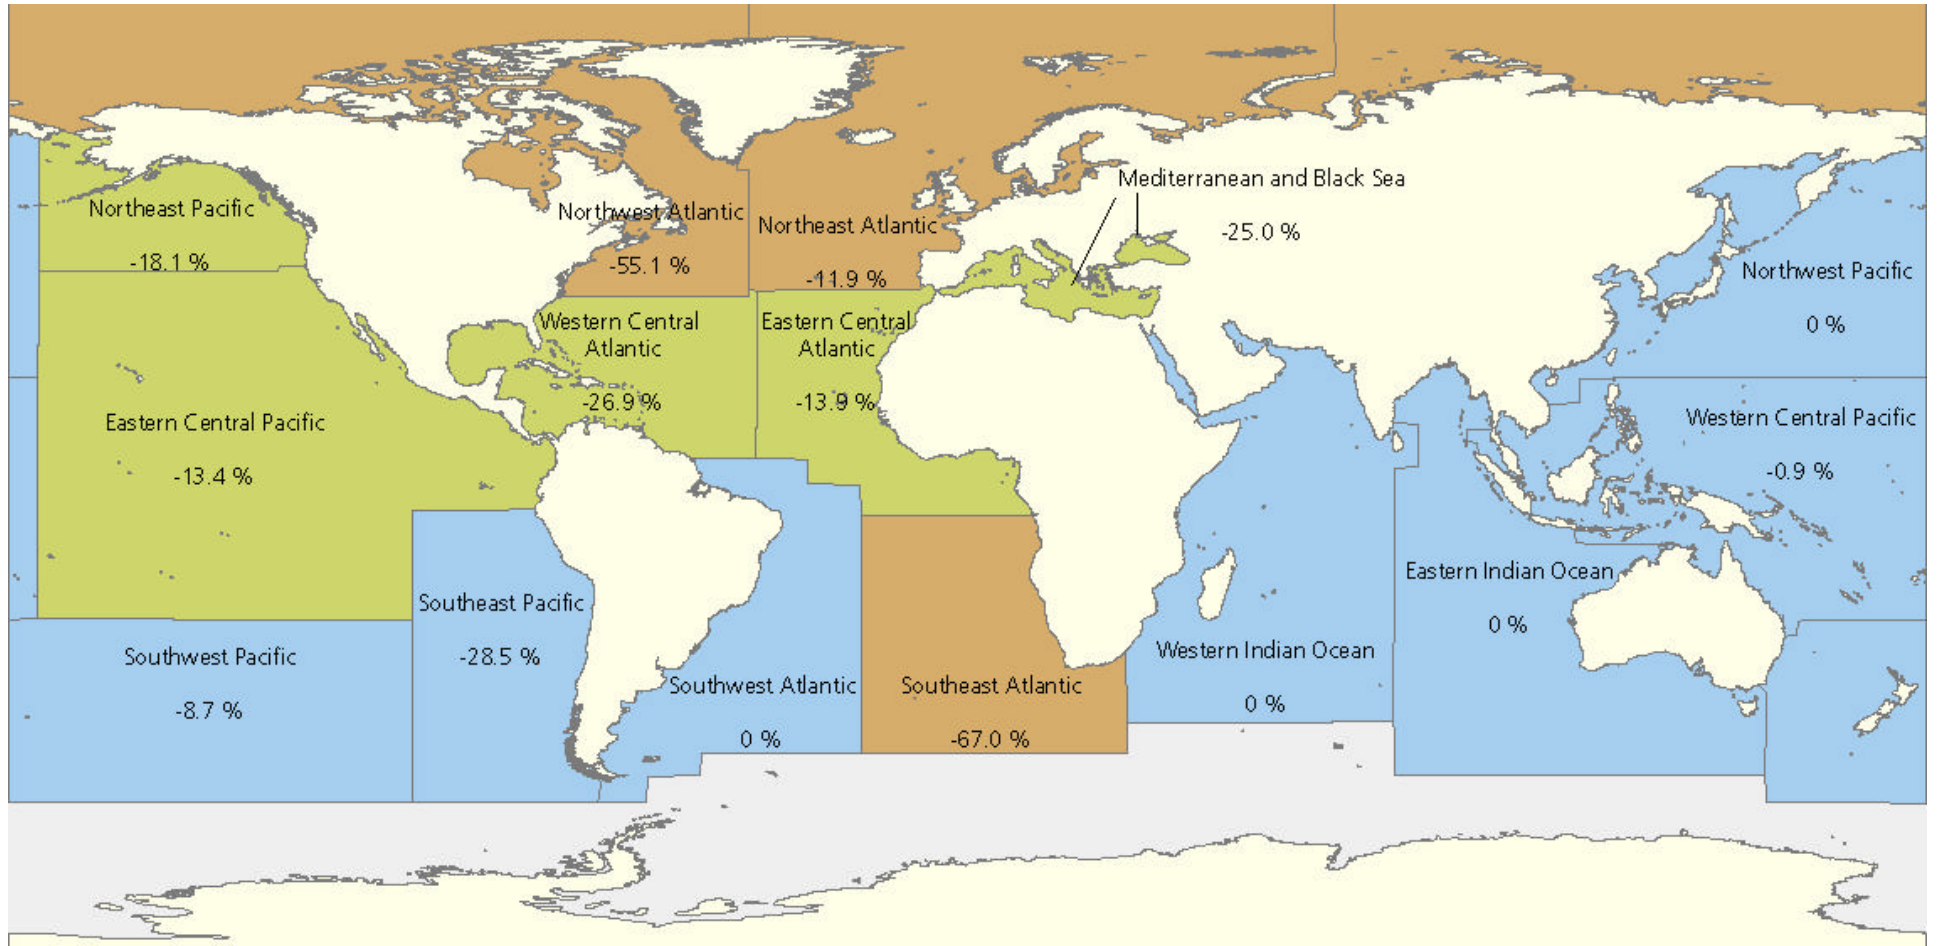 Mediterranean and Black Sea
-25.0 %
Northeast Pacific
-18.1 %
Northwest Atlantic
-55.1 %
Northeast Atlantic
-41.9 %
Northwest Pacific
0 %
Western Central
Atlantic
-26.9 %
Eastern Central
Atlantic
-13.9 %
Eastern Central Pacific
-13.4 %
Western Central Pacific
-0.9 %
Southeast Pacific
-28.5 %
Eastern Indian Ocean
0 %
Southwest Pacific
-8.7 %
Southwest Atlantic
0 %
Southeast Atlantic
-67.0 %
Western Indian Ocean
0 %